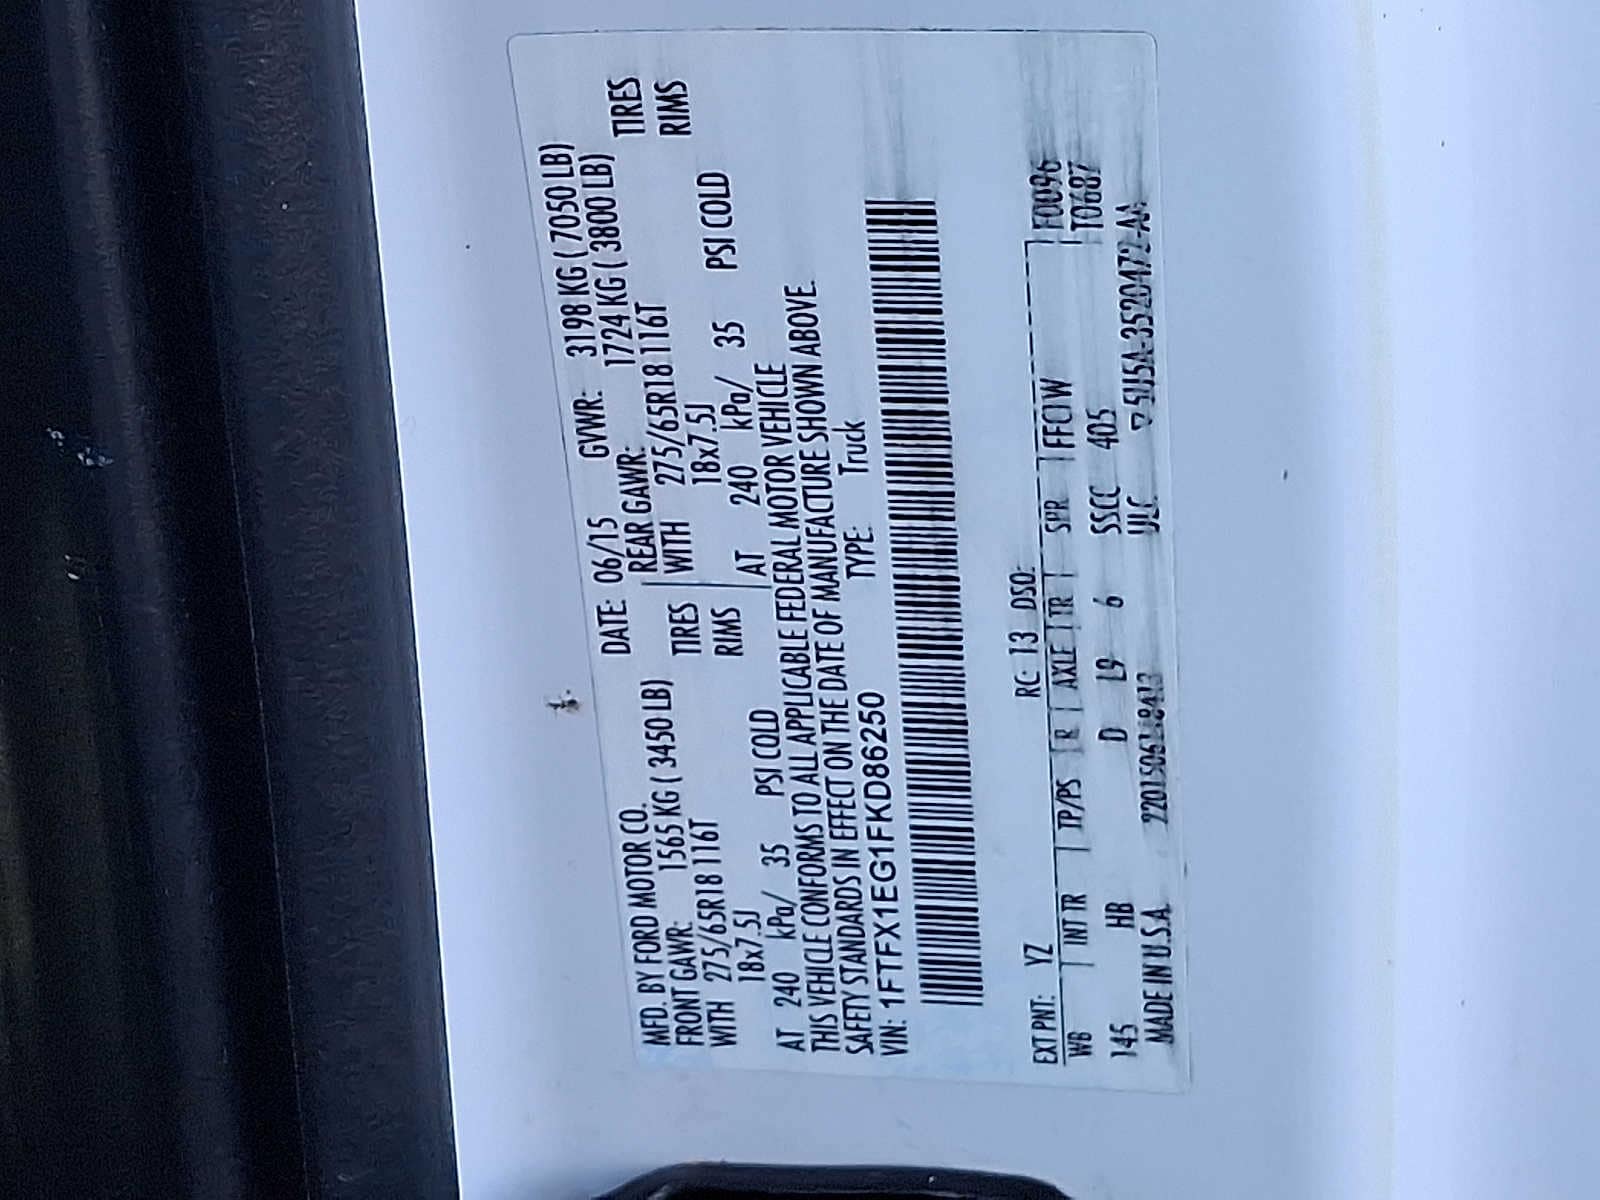 MFD. BY FORD MOTOR CO. DATE: 06/15 GVWR: 3198 KG ( 7050 LB)
FRONT GAWR: 1565 KG ( 3450 LB) REAR GAWR: 1724 KG ( 3800 LB)
WITH 275/65R18 116T TIRES WITH 275/65R18 116T TIRES
18x7.5J RIMS 18x7.5J RIMS
AT 240 kPa/ 35 PSI COLD AT 240 kPa/ 35 PSI COLD
THIS VEHICLE CONFORMS TO ALL APPLICABLE FEDERAL MOTOR VEHICLE
SAFETY STANDARDS IN EFFECT ON THE DATE OF MANUFACTURE SHOWN ABOVE.
VIN: 1FTFX1EG1FKD86250 TYPE: Truck
EXT PNT: YZ RC: 13 DSO: F0096
WB INT TR TP/PS R AXLE TR SPR FFCIW T0687
145 HB D L9 6 SSCC 405
MADE IN U.S.A. ULC ▽5U5A-3520472-AA